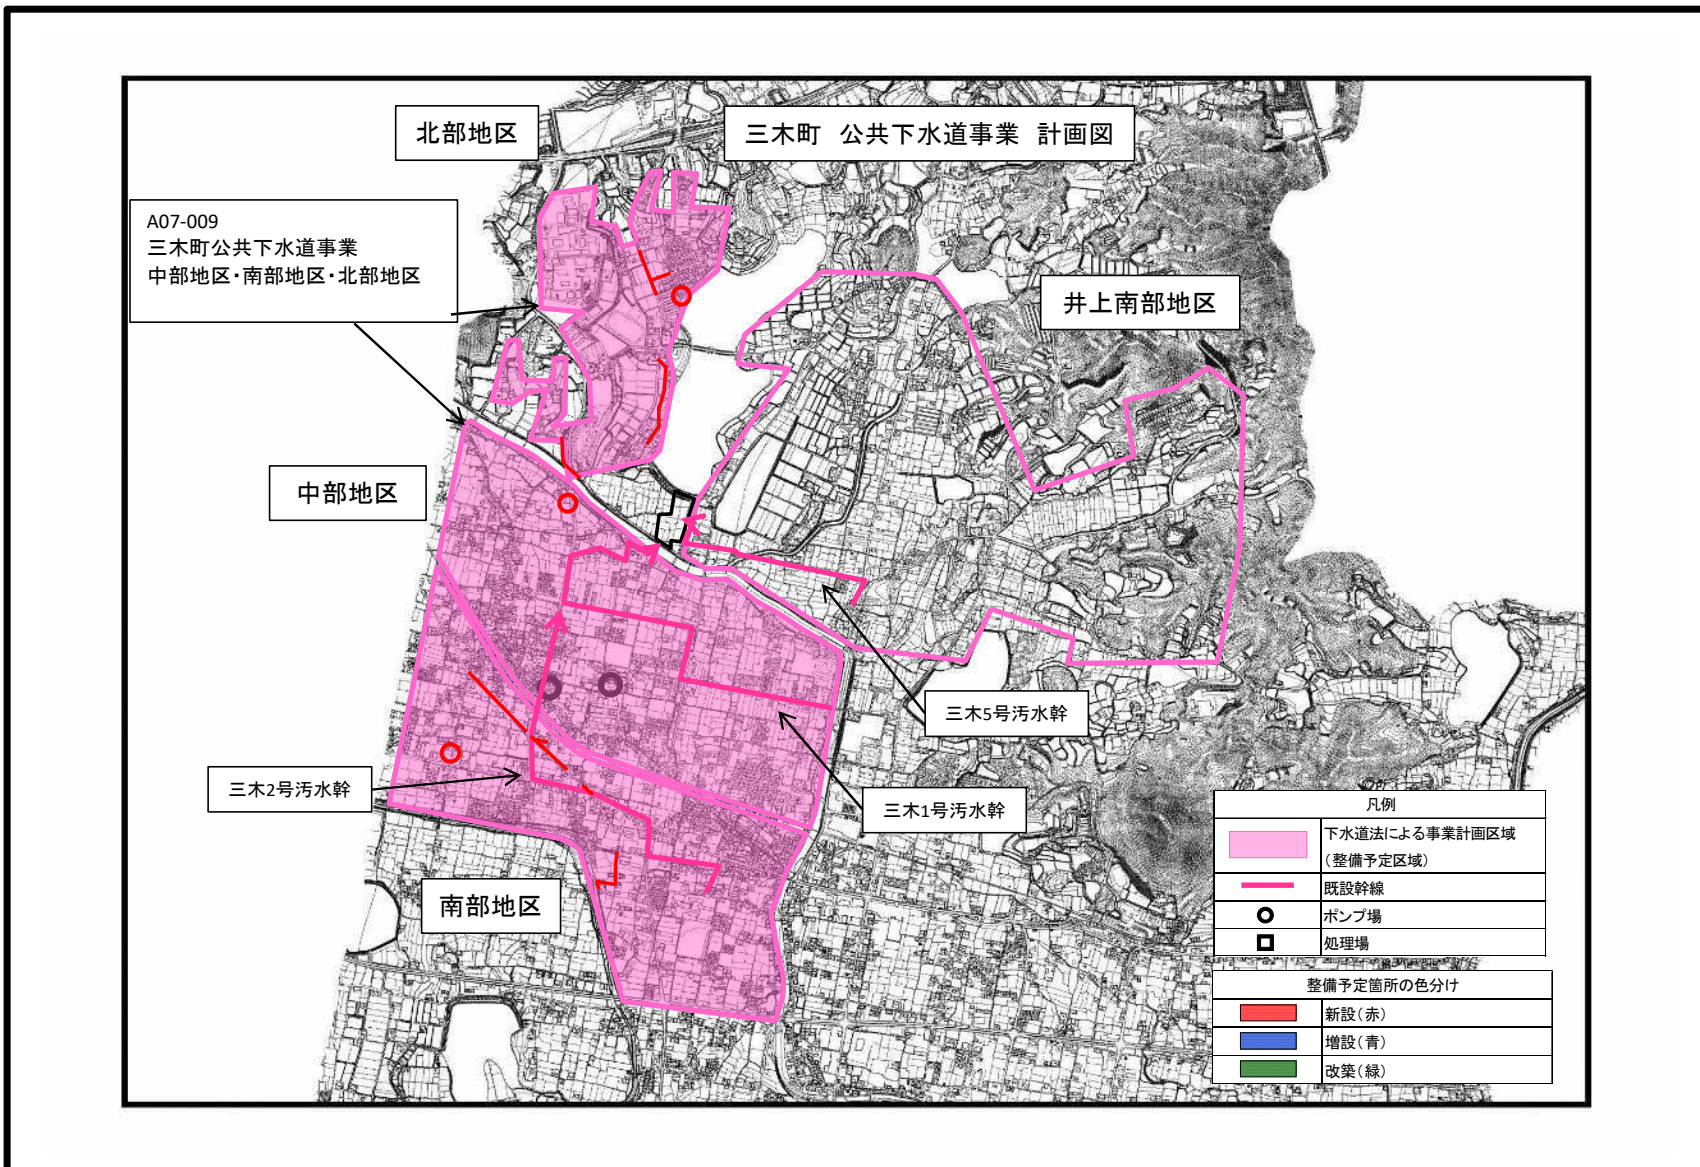 北部地区
三木町 公共下水道事業 計画図
A07-009
三木町公共下水道事業
中部地区・南部地区・北部地区
井上南部地区
中部地区
三木5号汚水幹
三木2号汚水幹
三木1号汚水幹
南部地区
凡例
下水道法による事業計画区域
（整備予定区域）
既設幹線
ポンプ場
処理場
整備予定箇所の色分け
新設（赤）
増設（青）
改築（緑）